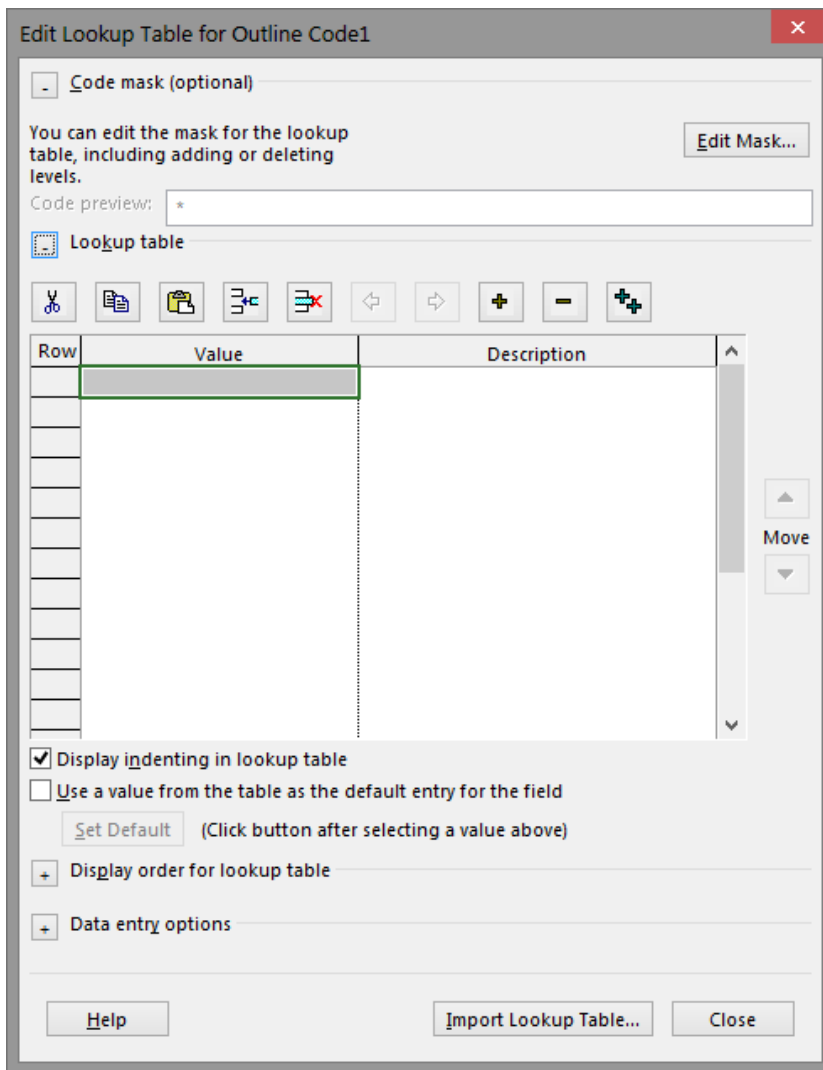 Edit Lookup Table for Outline Code1
Code mask (optional)
You can edit the mask for the lookup
table, including adding or deleting
levels.
Edit Mask...
Code preview: *
Lookup table
Row Value Description
Move
Display indenting in lookup table
Use a value from the table as the default entry for the field
Set Default (Click button after selecting a value above)
Display order for lookup table
Data entry options
Help Import Lookup Table... Close